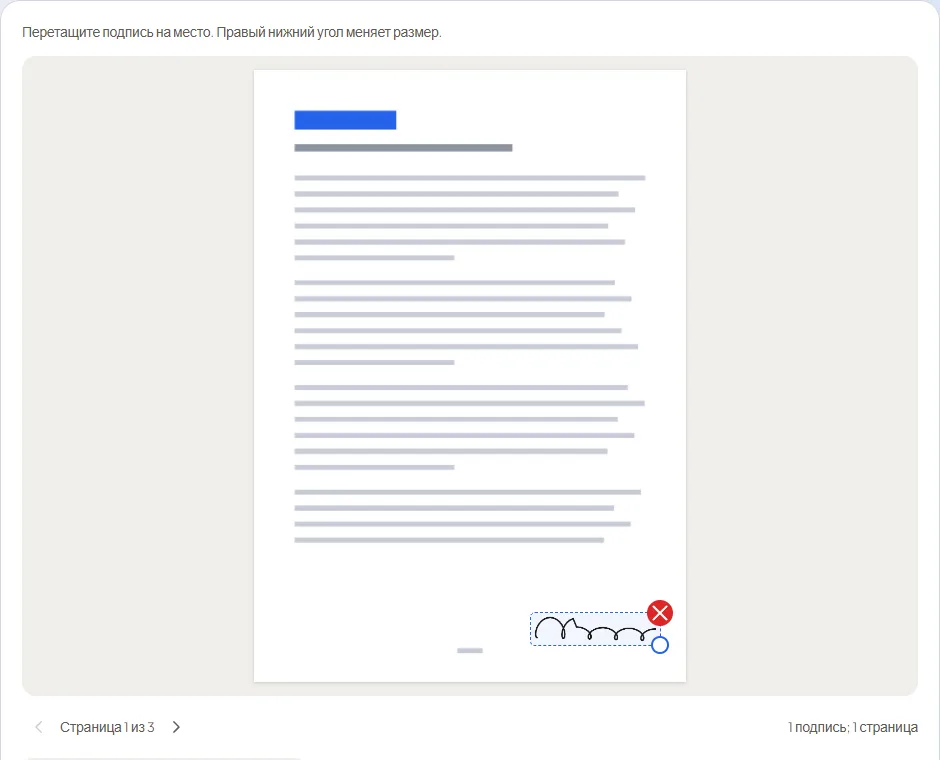 Перетащите подпись на место. Правый нижний угол меняет размер.
Страница 1 из 3
1 подпись; 1 страница